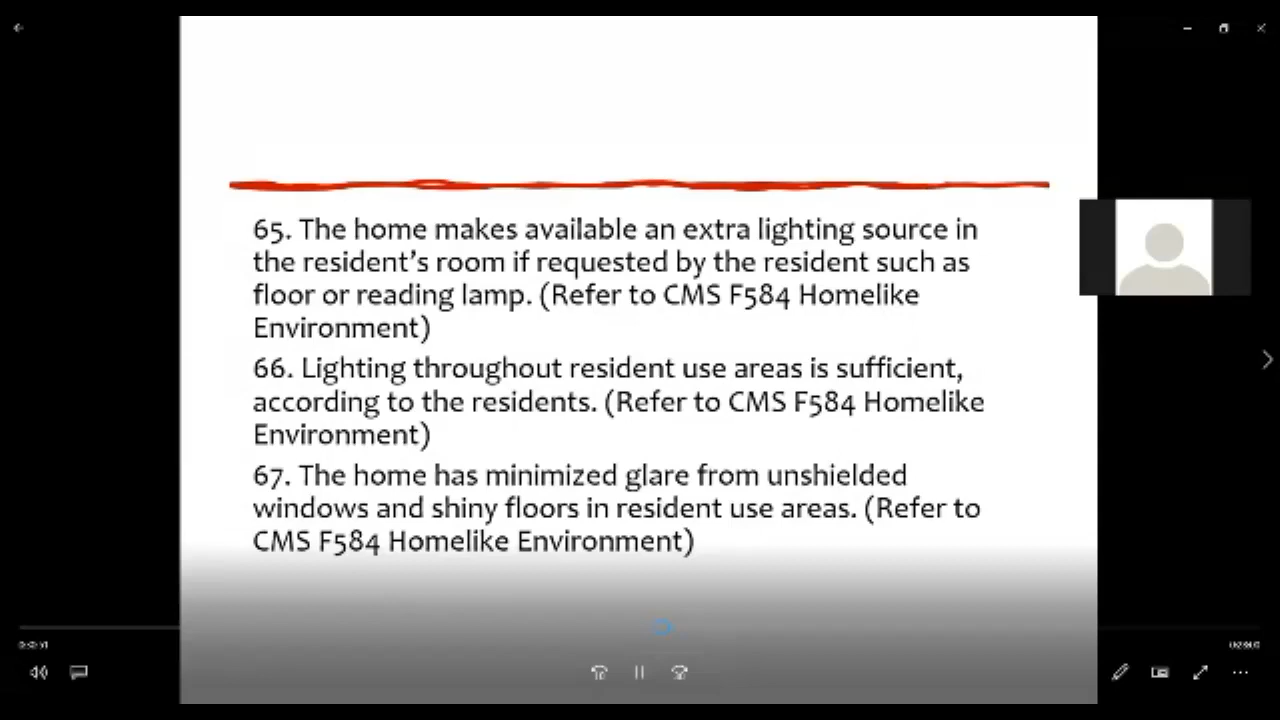 65. The home makes available an extra lighting source in
the resident’s room if requested by the resident such as
floor or reading lamp. (Refer to CMS F584 Homelike
Environment)
66. Lighting throughout resident use areas is sufficient,
according to the residents. (Refer to CMS F584 Homelike
Environment)
67. The home has minimized glare from unshielded
windows and shiny floors in resident use areas. (Refer to
CMS F584 Homelike Environment)